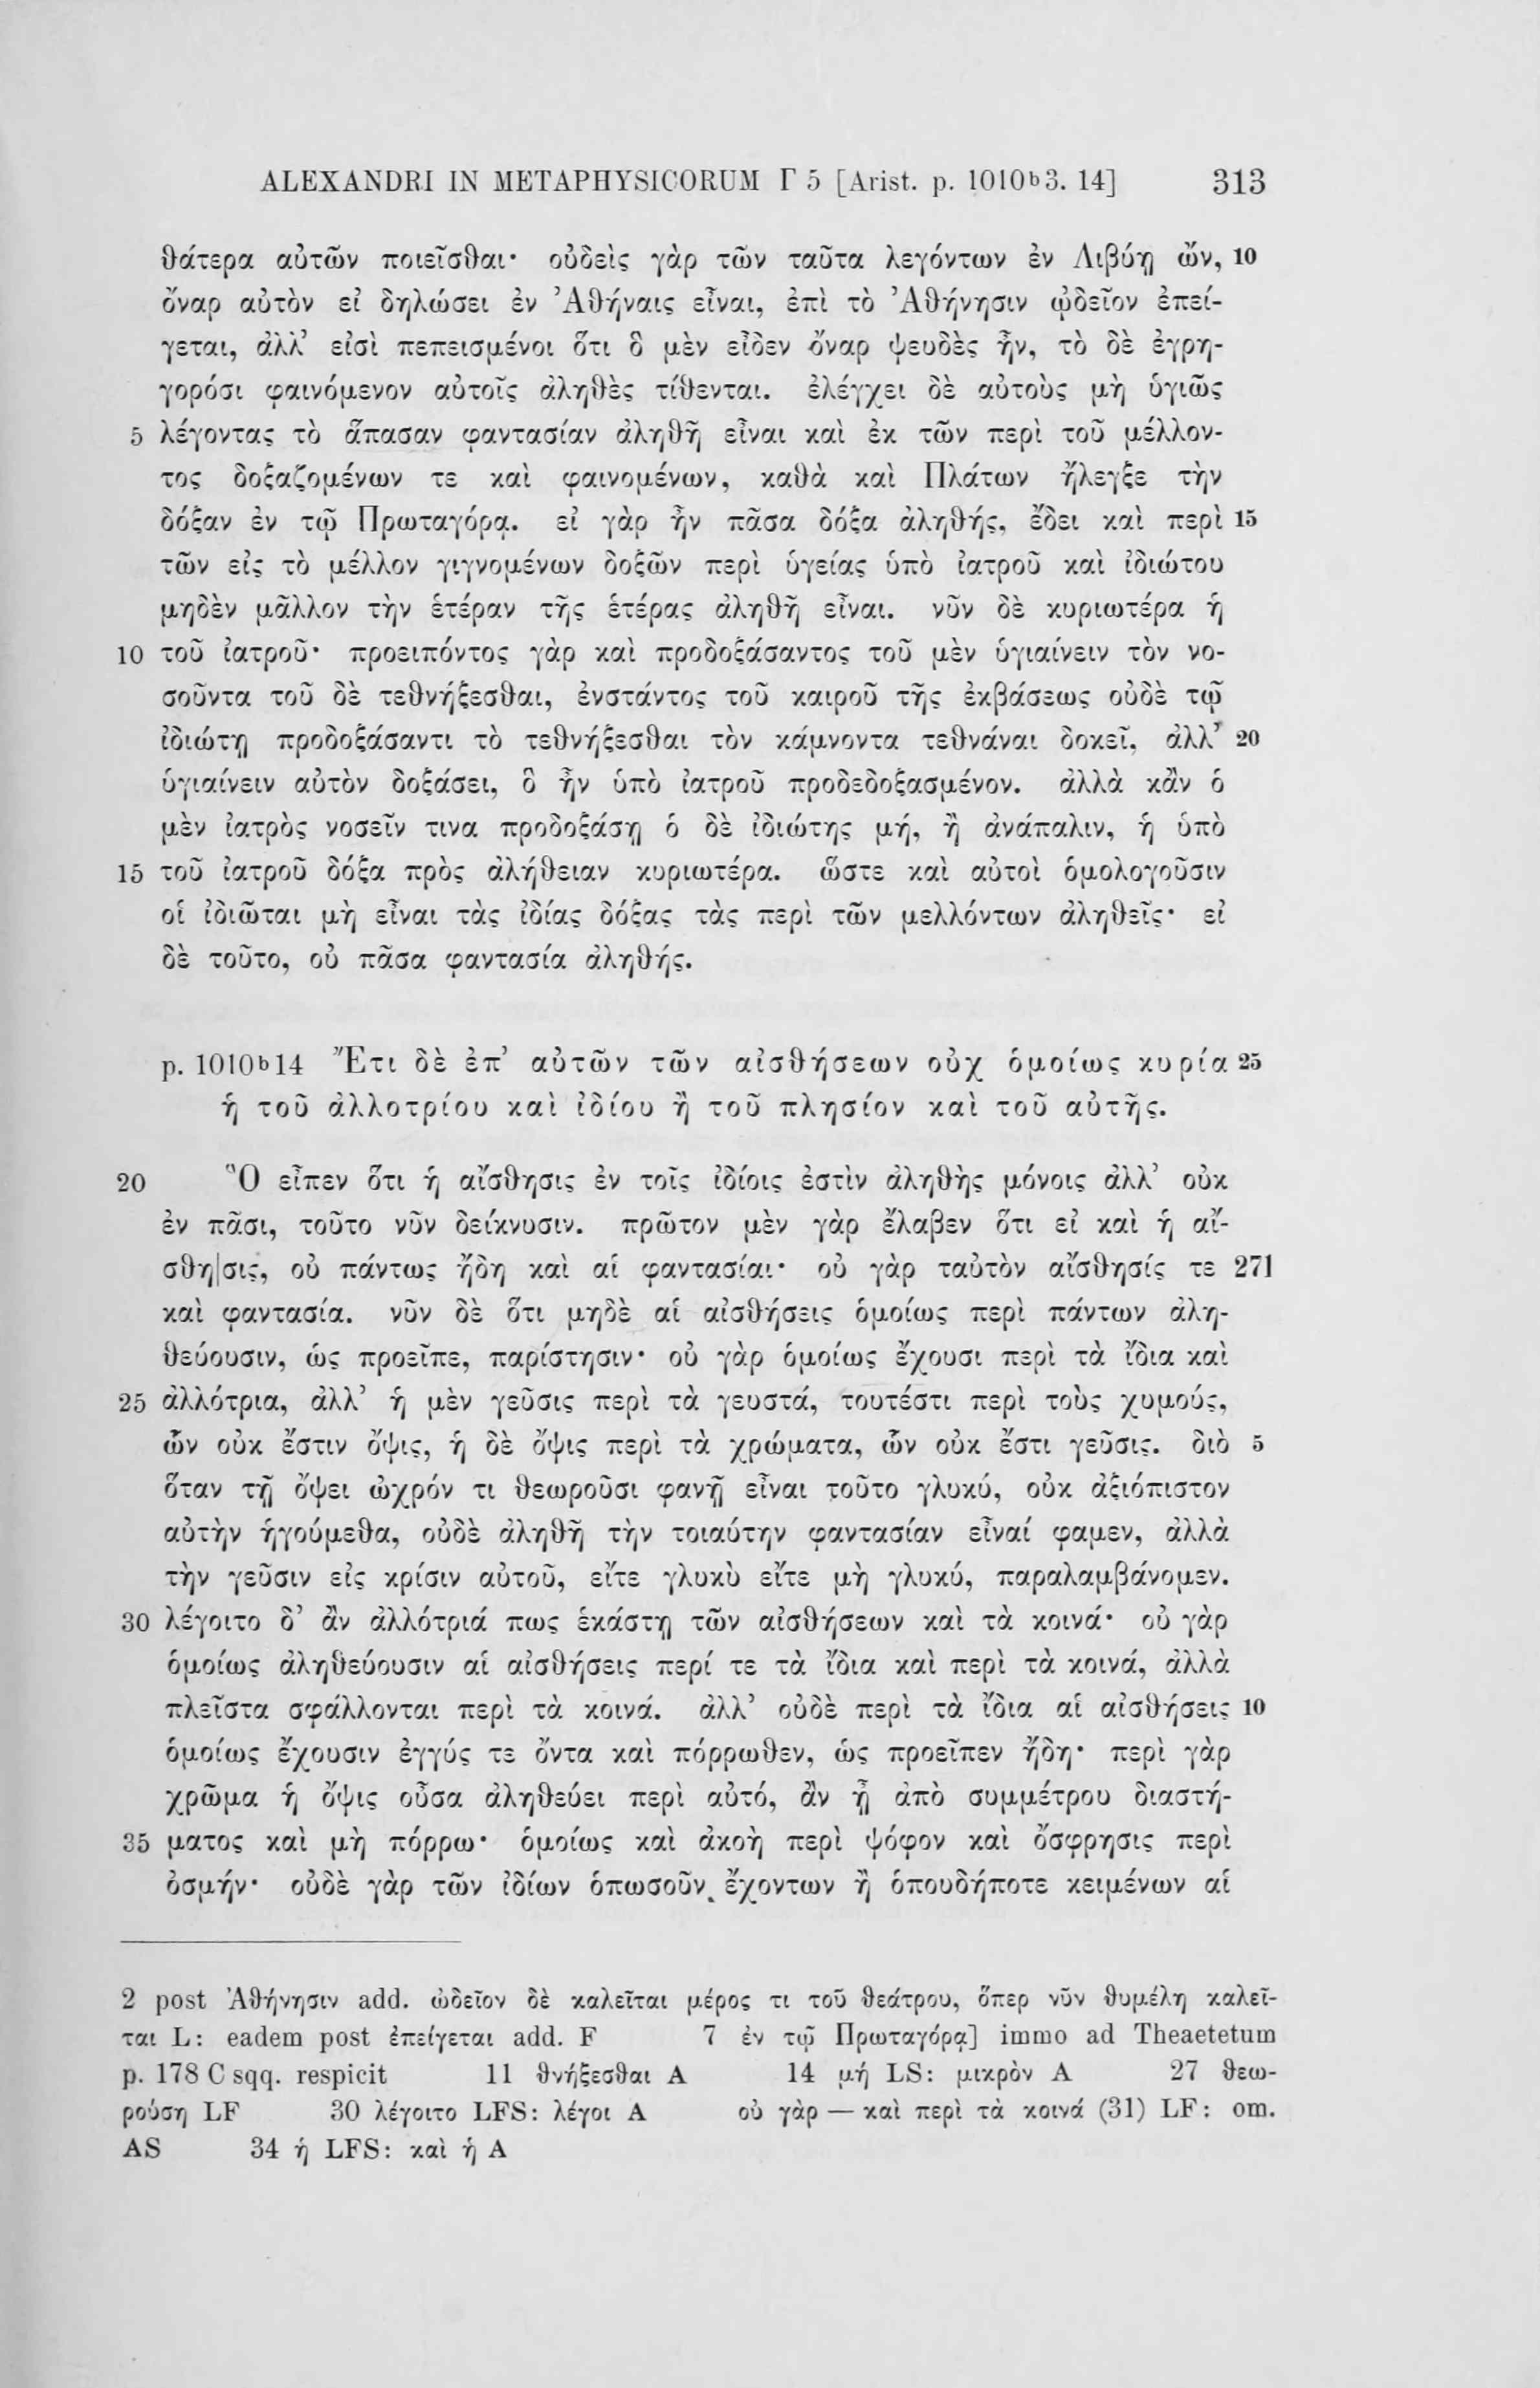 ALEXANDRI IN METAPHYSICORUM Γ 5 [Arist. p. 1010b3. 14] 313
θάτερα αὐτῶν ποιεῖσθαι· οὐδεὶς γὰρ τῶν ταῦτα λεγόντων ἐν Λιβύῃ ὤν, 10
ὄναρ αὐτὸν εἰ δηλώσει ἐν Ἀθήναις εἶναι, ἐπὶ τὸ Ἀθήνησιν ᾠδεῖον ἐπεί-
γεται, ἀλλ’ εἰσὶ πεπεισμένοι ὅτι ὃ μὲν εἶδεν ὄναρ ψευδὲς ἦν, τὸ δὲ ἐγρη-
γορόσι φαινόμενον αὐτοῖς ἀληθὲς τίθενται. ἐλέγχει δὲ αὐτοὺς μὴ ὑγιῶς
5 λέγοντας τὸ ἅπασαν φαντασίαν ἀληθῆ εἶναι καὶ ἐκ τῶν περὶ τοῦ μέλλον-
τος δοξαζομένων τε καὶ φαινομένων, καθὰ καὶ Πλάτων ἤλεγξε τὴν
δόξαν ἐν τῷ Πρωταγόρᾳ. εἰ γὰρ ἦν πᾶσα δόξα ἀληθής, ἔδει καὶ περὶ 15
τῶν εἰς τὸ μέλλον γιγνομένων δοξῶν περὶ ὑγείας ὑπὸ ἰατροῦ καὶ ἰδιώτου
μηδὲν μᾶλλον τὴν ἑτέραν τῆς ἑτέρας ἀληθῆ εἶναι. νῦν δὲ κυριωτέρα ἡ
10 τοῦ ἰατροῦ· προειπόντος γὰρ καὶ προδοξάσαντος τοῦ μὲν ὑγιαίνειν τὸν νο-
σοῦντα τοῦ δὲ τεθνήξεσθαι, ἐνστάντος τοῦ καιροῦ τῆς ἐκβάσεως οὐδὲ τῷ
ἰδιώτῃ προδοξάσαντι τὸ τεθνήξεσθαι τὸν κάμνοντα τεθνάναι δοκεῖ, ἀλλ’ 20
ὑγιαίνειν αὐτὸν δοξάσει, ὃ ἦν ὑπὸ ἰατροῦ προδεδοξασμένον. ἀλλὰ κἂν ὁ
μὲν ἰατρὸς νοσεῖν τινα προδοξάσῃ ὁ δὲ ἰδιώτης μή, ἢ ἀνάπαλιν, ἡ ὑπὸ
15 τοῦ ἰατροῦ δόξα πρὸς ἀλήθειαν κυριωτέρα. ὥστε καὶ αὐτοὶ ὁμολογοῦσιν
οἱ ἰδιῶται μὴ εἶναι τὰς ἰδίας δόξας τὰς περὶ τῶν μελλόντων ἀληθεῖς· εἰ
δὲ τοῦτο, οὐ πᾶσα φαντασία ἀληθής.
p. 1010b14 Ἔτι δὲ ἐπ’ αὐτῶν τῶν αἰσθήσεων οὐχ ὁμοίως κυρία 25
ἡ τοῦ ἀλλοτρίου καὶ ἰδίου ἢ τοῦ πλησίον καὶ τοῦ αὐτῆς.
20 Ὃ εἶπεν ὅτι ἡ αἴσθησις ἐν τοῖς ἰδίοις ἐστὶν ἀληθὴς μόνοις ἀλλ’ οὐκ
ἐν πᾶσι, τοῦτο νῦν δείκνυσιν. πρῶτον μὲν γὰρ ἔλαβεν ὅτι εἰ καὶ ἡ αἴ-
σθη|σις, οὐ πάντως ἤδη καὶ αἱ φαντασίαι· οὐ γὰρ ταὐτὸν αἴσθησίς τε 271
καὶ φαντασία. νῦν δὲ ὅτι μηδὲ αἱ αἰσθήσεις ὁμοίως περὶ πάντων ἀλη-
θεύουσιν, ὡς προεῖπε, παρίστησιν· οὐ γὰρ ὁμοίως ἔχουσι περὶ τὰ ἴδια καὶ
25 ἀλλότρια, ἀλλ’ ἡ μὲν γεῦσις περὶ τὰ γευστά, τουτέστι περὶ τοὺς χυμούς,
ὧν οὐκ ἔστιν ὄψις, ἡ δὲ ὄψις περὶ τὰ χρώματα, ὧν οὐκ ἔστι γεῦσις. διὸ 5
ὅταν τῇ ὄψει ὠχρόν τι θεωροῦσι φανῇ εἶναι τοῦτο γλυκύ, οὐκ ἀξιόπιστον
αὐτὴν ἡγούμεθα, οὐδὲ ἀληθῆ τὴν τοιαύτην φαντασίαν εἶναί φαμεν, ἀλλὰ
τὴν γεῦσιν εἰς κρίσιν αὐτοῦ, εἴτε γλυκὺ εἴτε μὴ γλυκύ, παραλαμβάνομεν.
30 λέγοιτο δ’ ἂν ἀλλότριά πως ἑκάστῃ τῶν αἰσθήσεων καὶ τὰ κοινά· οὐ γὰρ
ὁμοίως ἀληθεύουσιν αἱ αἰσθήσεις περί τε τὰ ἴδια καὶ περὶ τὰ κοινά, ἀλλὰ
πλεῖστα σφάλλονται περὶ τὰ κοινά. ἀλλ’ οὐδὲ περὶ τὰ ἴδια αἱ αἰσθήσεις 10
ὁμοίως ἔχουσιν ἐγγύς τε ὄντα καὶ πόρρωθεν, ὡς προεῖπεν ἤδη· περὶ γὰρ
χρῶμα ἡ ὄψις οὖσα ἀληθεύει περὶ αὐτό, ἂν ᾖ ἀπὸ συμμέτρου διαστή-
35 ματος καὶ μὴ πόρρω· ὁμοίως καὶ ἀκοὴ περὶ ψόφον καὶ ὄσφρησις περὶ
ὀσμήν· οὐδὲ γὰρ τῶν ἰδίων ὁπωσοῦν ἔχοντων ἢ ὁπουδήποτε κειμένων αἱ
2 post Ἀθήνησιν add. ὠδεῖον δὲ καλεῖται μέρος τι τοῦ θεάτρου, ὅπερ νῦν θυμέλη καλεῖ-
ται L: eadem post ἐπείγεται add. F 7 ἐν τῷ Πρωταγόρᾳ] immo ad Theaetetum
p. 178 C sqq. respicit 11 θνήξεσθαι A 14 μή LS: μικρὸν A 27 θεω-
ρούσῃ LF 30 λέγοιτο LFS: λέγοι A οὐ γὰρ — καὶ περὶ τὰ κοινά (31) LF: om.
AS 34 ἡ LFS: καὶ ἡ A